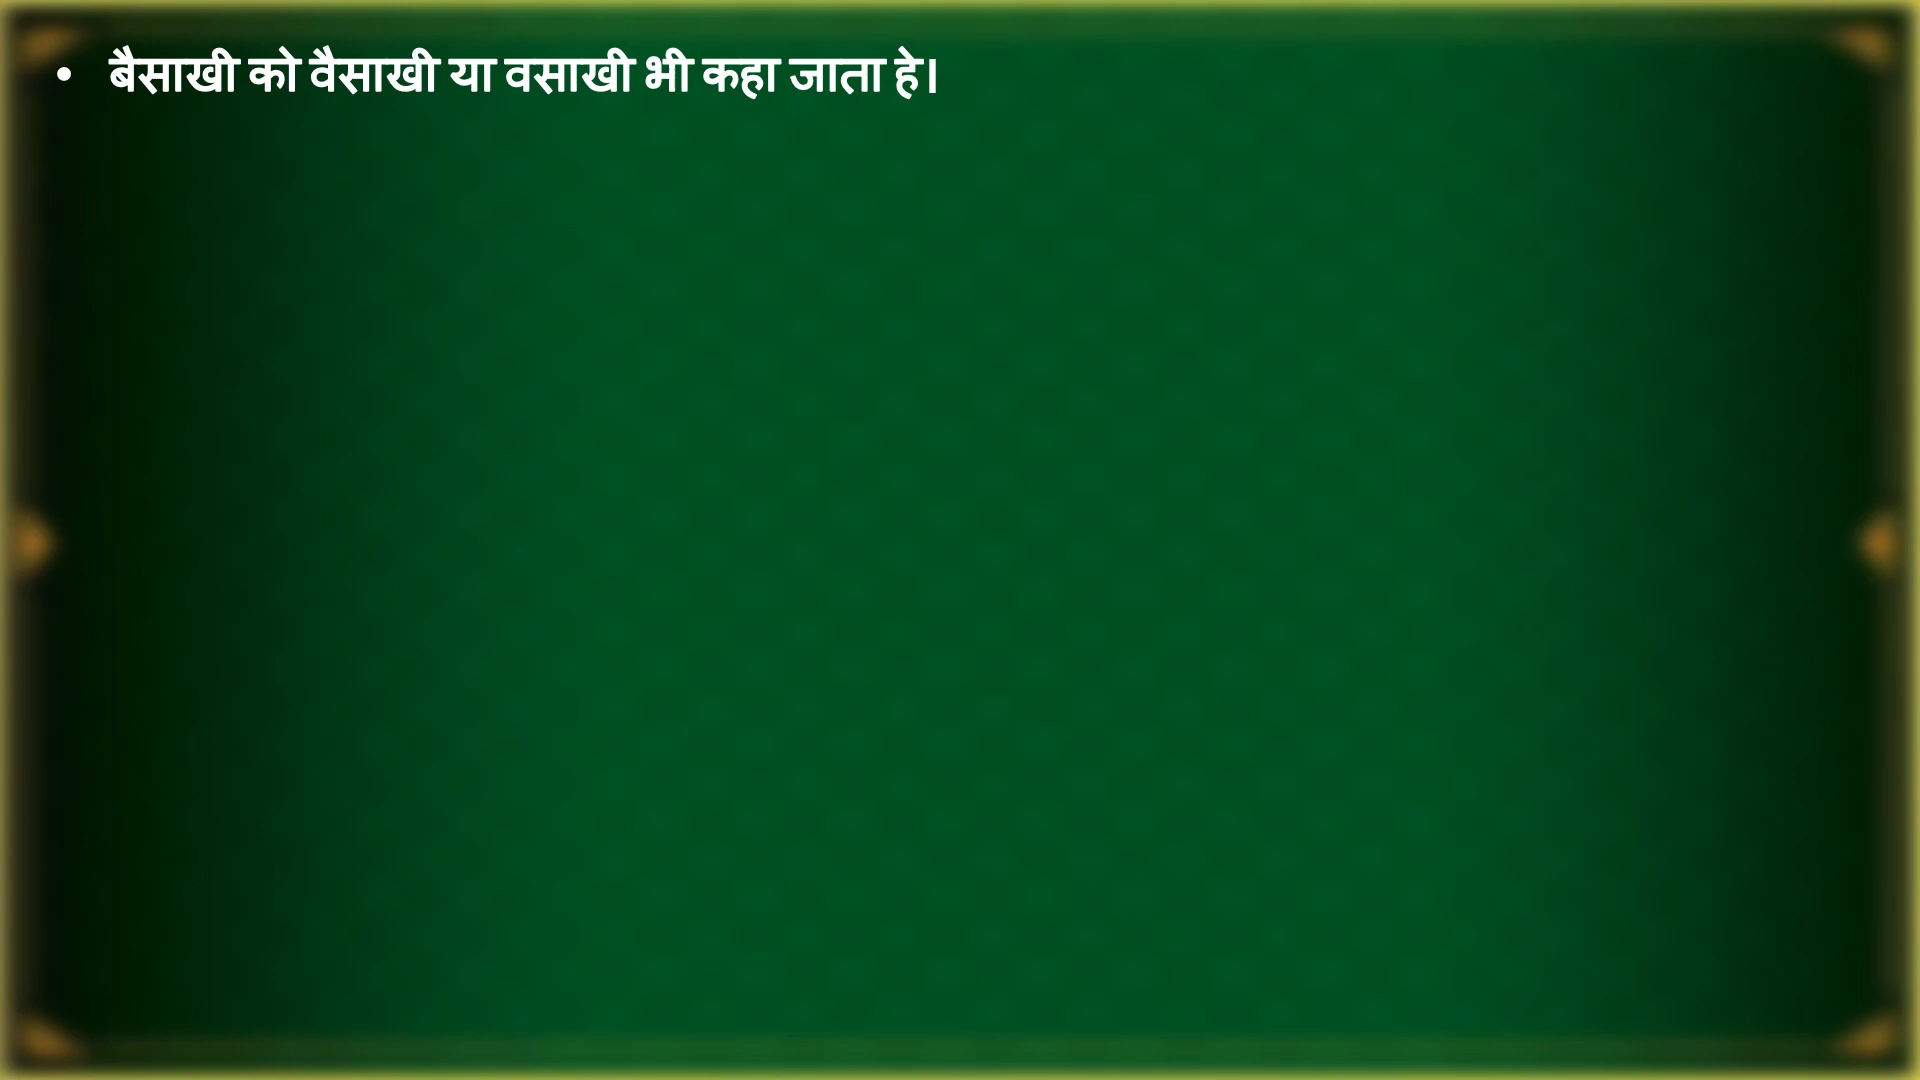 • बैसाखी को वैसाखी या वसाखी भी कहा जाता हे।